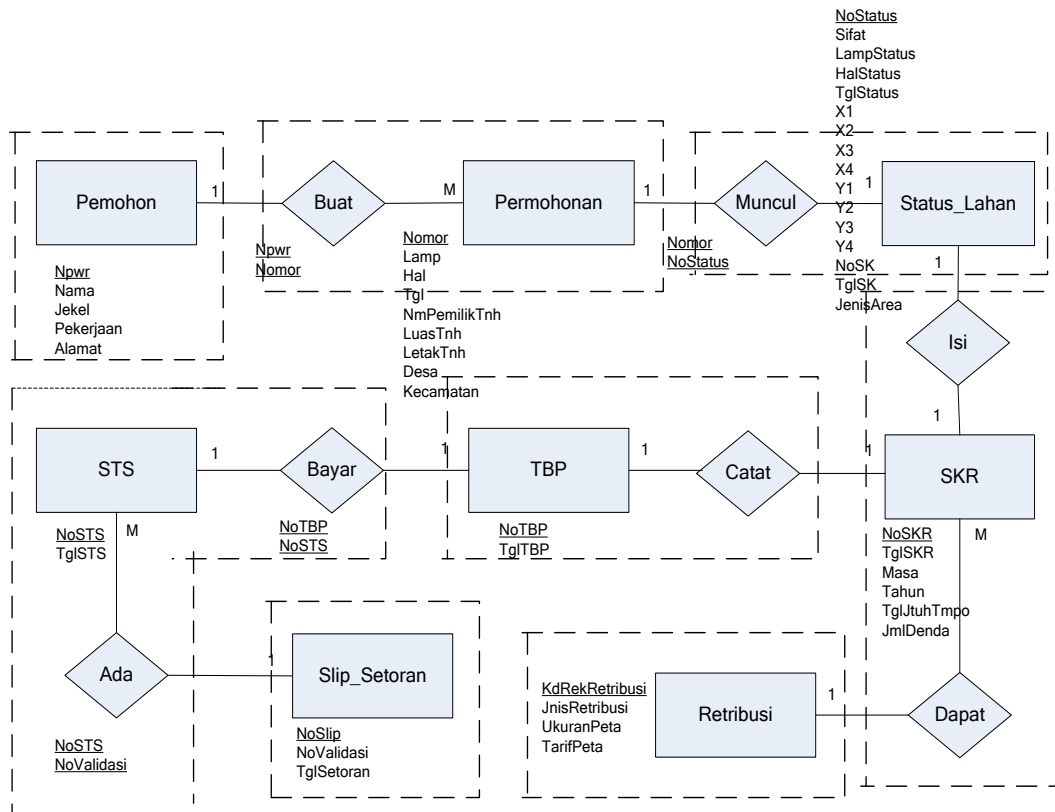 NoStatus
Sifat
LampStatus
HalStatus
TglStatus
X1
X2
X3
X4
Y1
Y2
Y3
Y4
NoSK
TglSK
JenisArea
Pemohon
1
Buat
M
Permohonan
1
Muncul
1
Status_Lahan
1
Npwr
Nama
Jekel
Pekerjaan
Alamat
Npwr
Nomor
Nomor
Lamp
Hal
Tgl
NmPemilikTnh
LuasTnh
LetakTnh
Desa
Kecamatan
Nomor
NoStatus
Isi
1
STS
1
Bayar
1
TBP
1
Catat
1
SKR
NoSTS
TglSTS
M
NoTBP
NoSTS
NoTBP
TglTBP
NoSKR
TglSKR
Masa
Tahun
TglJtuhTmpo
JmlDenda
M
Ada
1
Slip_Setoran
NoSTS
NoValidasi
NoSlip
NoValidasi
TglSetoran
KdRekRetribusi
JnisRetribusi
UkuranPeta
TarifPeta
Retribusi
1
Dapat